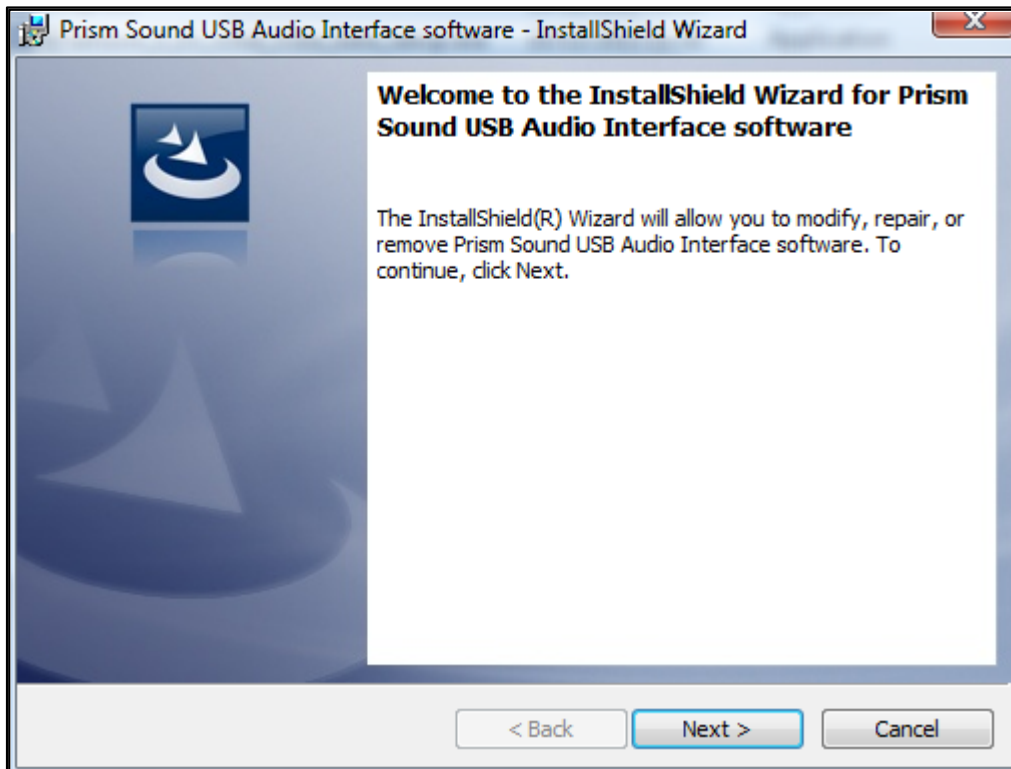 Prism Sound USB Audio Interface software - InstallShield Wizard
Welcome to the InstallShield Wizard for Prism
Sound USB Audio Interface software
The InstallShield(R) Wizard will allow you to modify, repair, or
remove Prism Sound USB Audio Interface software. To
continue, click Next.
< Back Next > Cancel